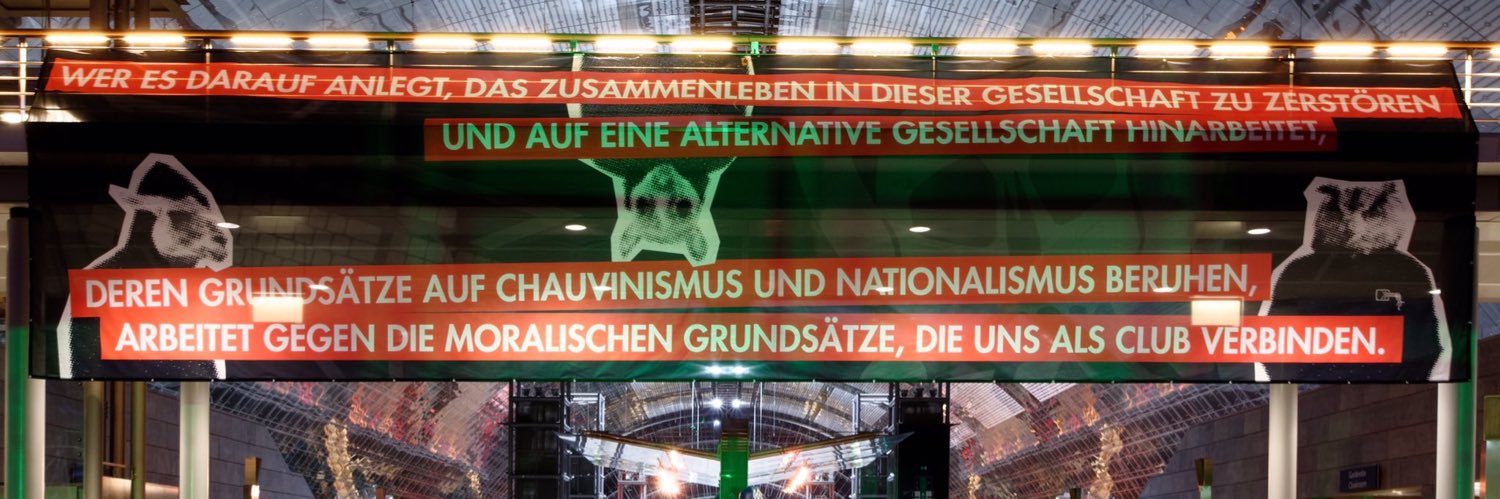 WER ES DARAUF ANLEGT, DAS ZUSAMMENLEBEN IN DIESER GESELLSCHAFT ZU ZERSTÖREN
UND AUF EINE ALTERNATIVE GESELLSCHAFT HINARBEITET,
DEREN GRUNDSÄTZE AUF CHAUVINISMUS UND NATIONALISMUS BERUHEN,
ARBEITET GEGEN DIE MORALISCHEN GRUNDSÄTZE, DIE UNS ALS CLUB VERBINDEN.